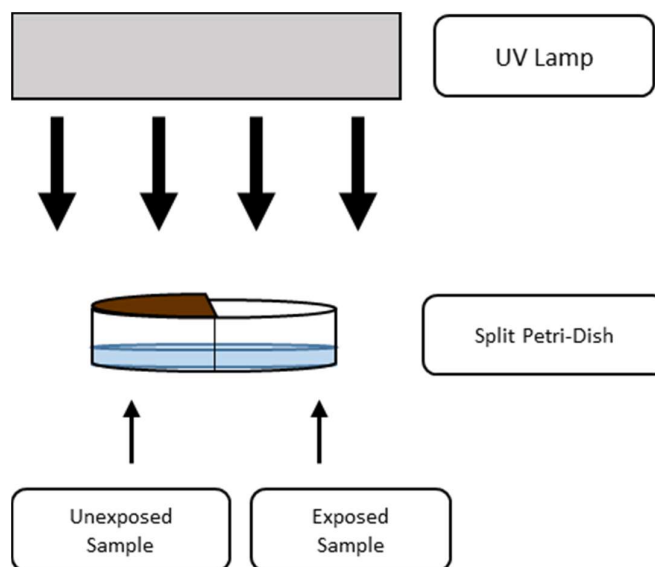 UV Lamp
Split Petri-Dish
Unexposed
Sample
Exposed
Sample